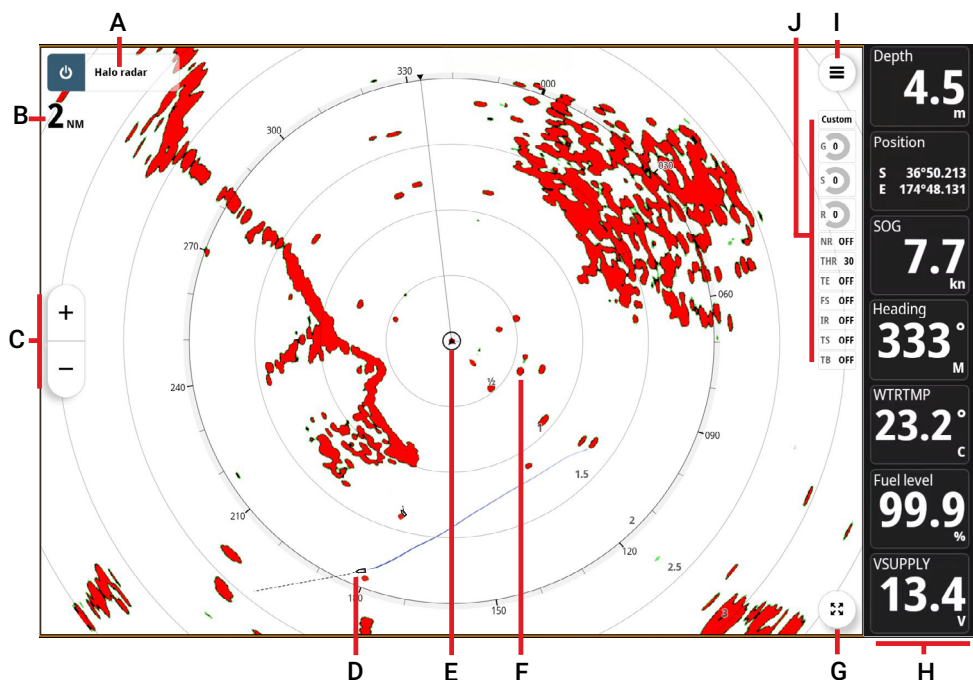 A
J
I
Halo radar
B
2 NM
330
000
300
030
270
060
240
½
090
1
1.5
210
2
120
2.5
180
150
3
Custom
G 0
S 0
R 0
NR OFF
THR 30
TE OFF
FS OFF
IR OFF
TS OFF
TB OFF
C
+
−
Depth
4.5
m
Position
S 36°50.213
E 174°48.131
SOG
7.7
kn
Heading
333°
M
WTRTMP
23.2°
C
Fuel level
99.9
%
VSUPPLY
13.4
V
D
E
F
G
H